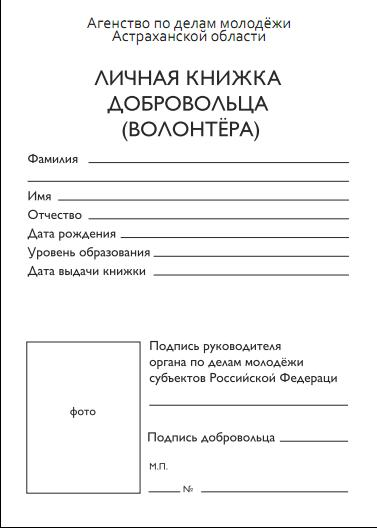 Агенство по делам молодёжи
Астраханской области
ЛИЧНАЯ КНИЖКА
ДОБРОВОЛЬЦА
(ВОЛОНТЁРА)
Фамилия
Имя
Отчество
Дата рождения
Уровень образования
Дата выдачи книжки
Подпись руководителя
органа по делам молодёжи
субъектов Российской Федераци
фото
Подпись добровольца
М.П.
№